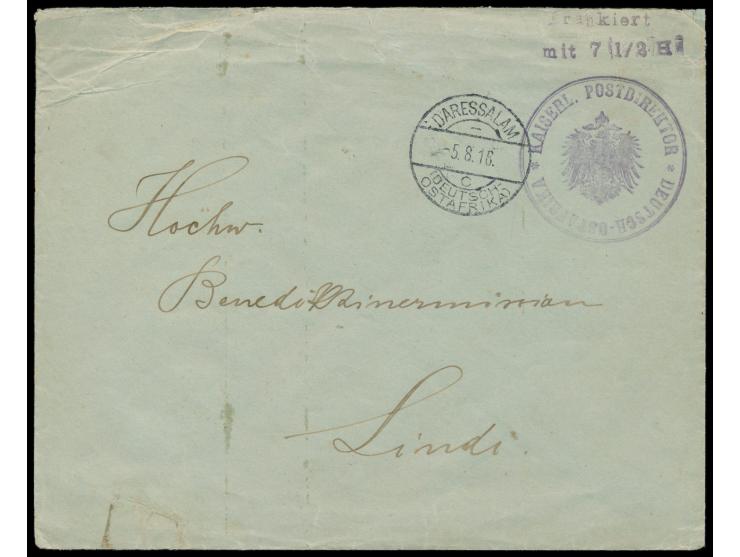 Frankiert
mit 7 1/2 H
DARESSALAM
-5.8.16.
C
(DEUTSCH-
OSTAFRIKA)
* KAISERL. POSTDIREKTOR * DEUTSCH-OSTAFRIKA
Hochw.
Benediktinermission
Lindi.